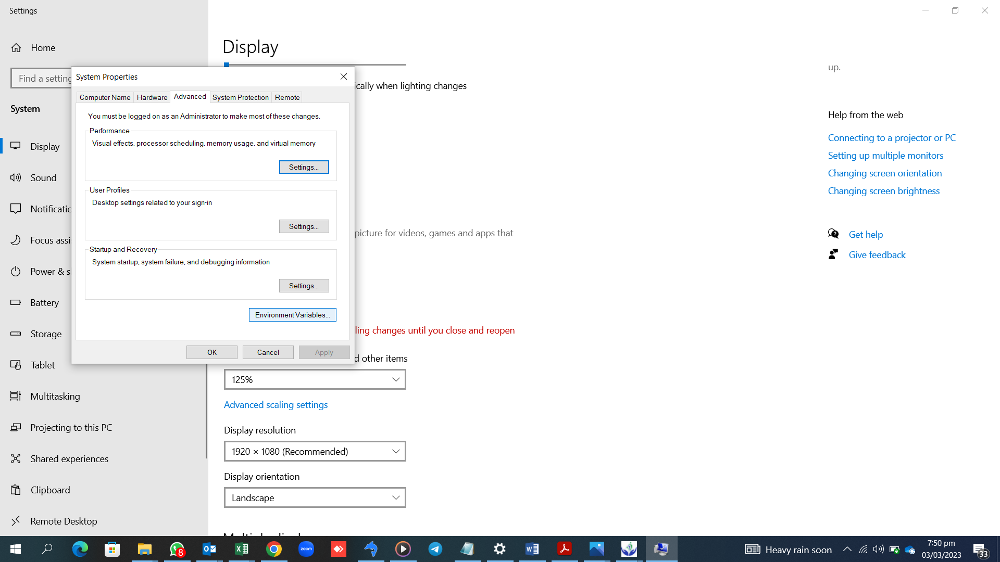 Settings
Home
Find a setting
System
Display
Sound
Notificatic
Focus assi
Power & s
Battery
Storage
Tablet
Multitasking
Projecting to this PC
Shared experiences
Clipboard
Remote Desktop
System Properties
Computer Name
Hardware
Advanced
System Protection
Remote
You must be logged on as an Administrator to make most of these changes.
Performance
Visual effects, processor scheduling, memory usage, and virtual memory
Settings...
User Profiles
Desktop settings related to your sign-in
Settings...
Startup and Recovery
System startup, system failure, and debugging information
Settings...
Environment Variables...
OK
Cancel
Apply
Display
ically when lighting changes
picture for videos, games and apps that
ling changes until you close and reopen
d other items
125%
Advanced scaling settings
Display resolution
1920 × 1080 (Recommended)
Display orientation
Landscape
up.
Help from the web
Connecting to a projector or PC
Setting up multiple monitors
Changing screen orientation
Changing screen brightness
Get help
Give feedback
8
zoom
Heavy rain soon
7:50 pm
03/03/2023
33